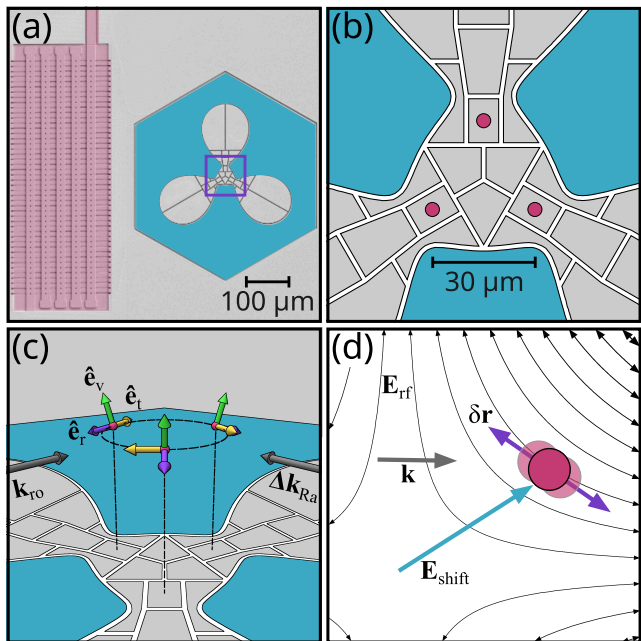 (a)
100 μm
(b)
30 μm
(c)
ê_v
ê_t
ê_r
k_ro
Δk_Ra
(d)
E_rf
δr
k
E_shift